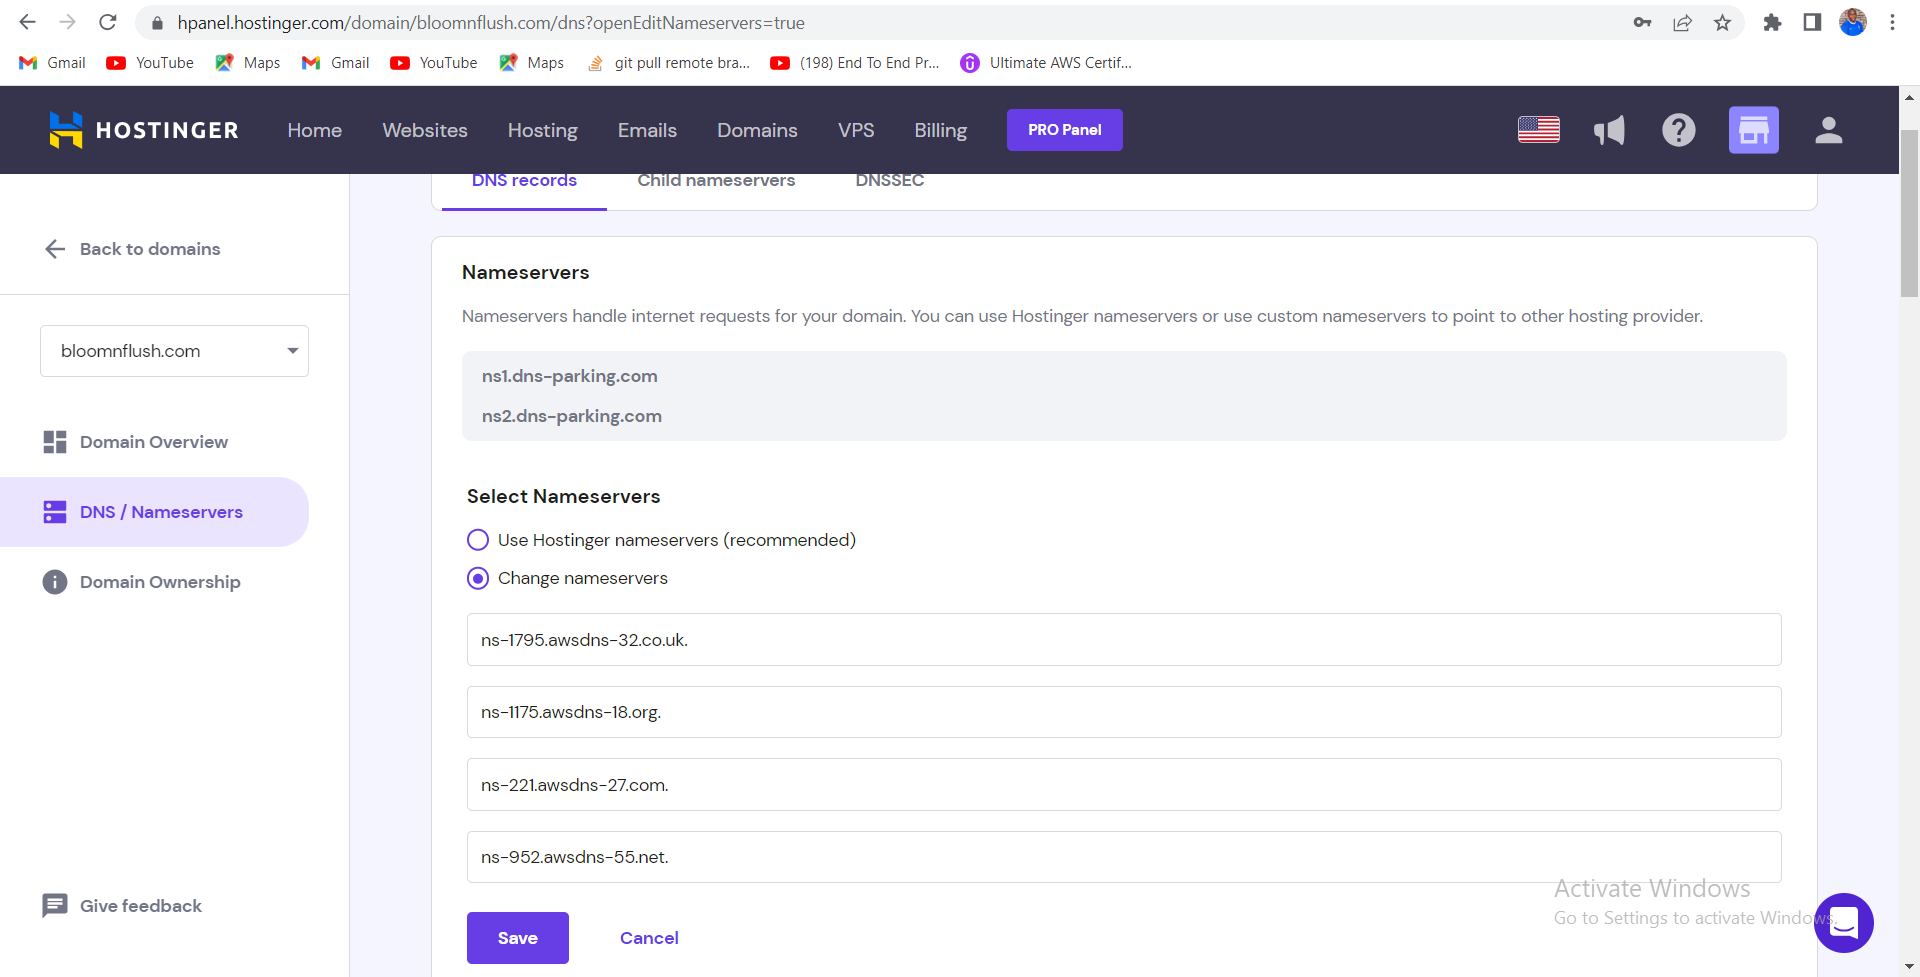 hpanel.hostinger.com/domain/bloomnflush.com/dns?openEditNameservers=true
Gmail YouTube Maps Gmail YouTube Maps git pull remote bra... (198) End To End Pr... Ultimate AWS Certif...
HOSTINGER Home Websites Hosting Emails Domains VPS Billing PRO Panel
DNS records Child nameservers DNSSEC
Back to domains
bloomnflush.com
Domain Overview
DNS / Nameservers
Domain Ownership
Give feedback
Nameservers
Nameservers handle internet requests for your domain. You can use Hostinger nameservers or use custom nameservers to point to other hosting provider.
ns1.dns-parking.com
ns2.dns-parking.com
Select Nameservers
Use Hostinger nameservers (recommended)
Change nameservers
ns-1795.awsdns-32.co.uk.
ns-1175.awsdns-18.org.
ns-221.awsdns-27.com.
ns-952.awsdns-55.net.
Save Cancel
Activate Windows
Go to Settings to activate Windows.